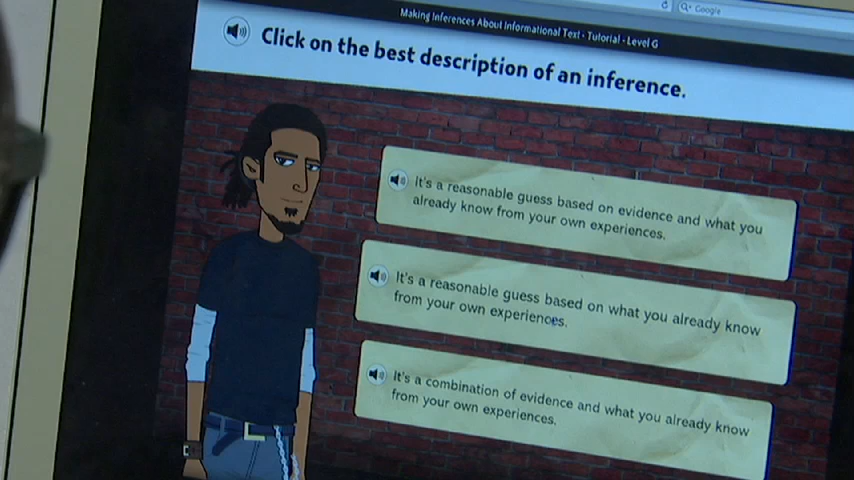 Google
Making Inferences About Informational Text - Tutorial - Level G
Click on the best description of an inference.
It's a reasonable guess based on evidence and what you
already know from your own experiences.
It's a reasonable guess based on what you already know
from your own experiences.
It's a combination of evidence and what you already know
from your own experiences.